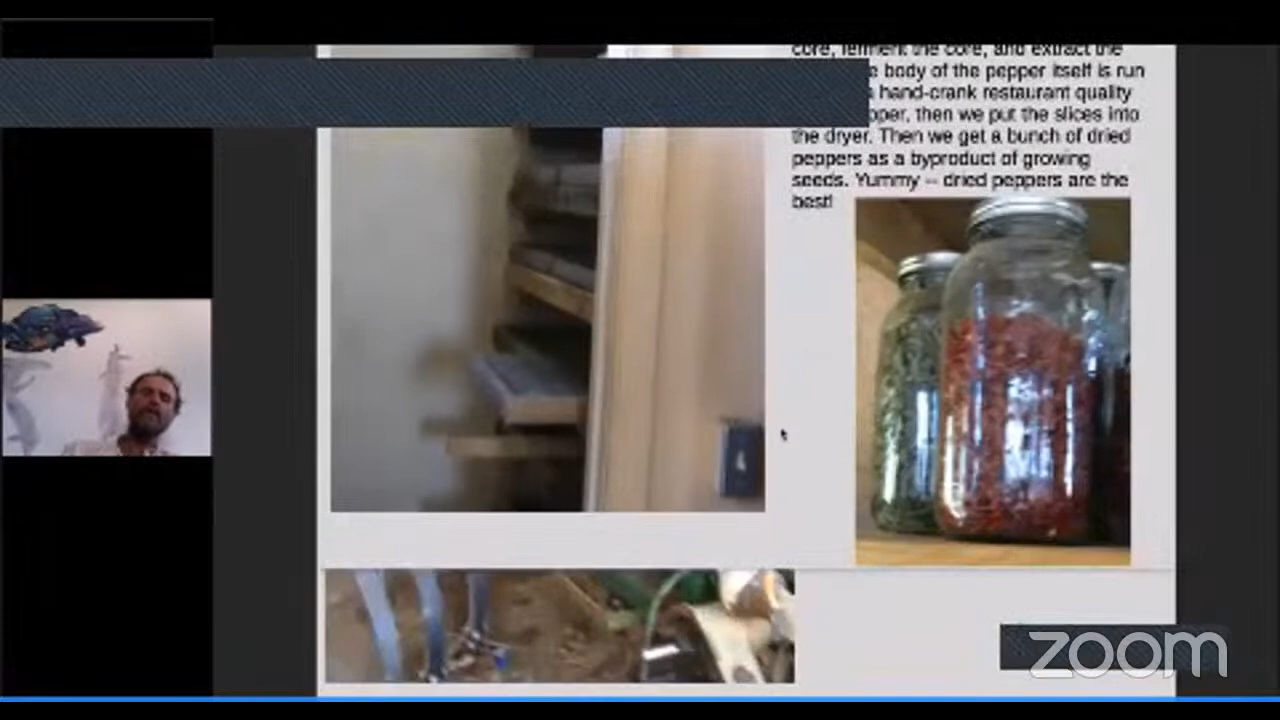 core, ferment the core, and extract the
e body of the pepper itself is run
a hand-crank restaurant quality
pper, then we put the slices into
the dryer. Then we get a bunch of dried
peppers as a byproduct of growing
seeds. Yummy -- dried peppers are the
best!
zoom